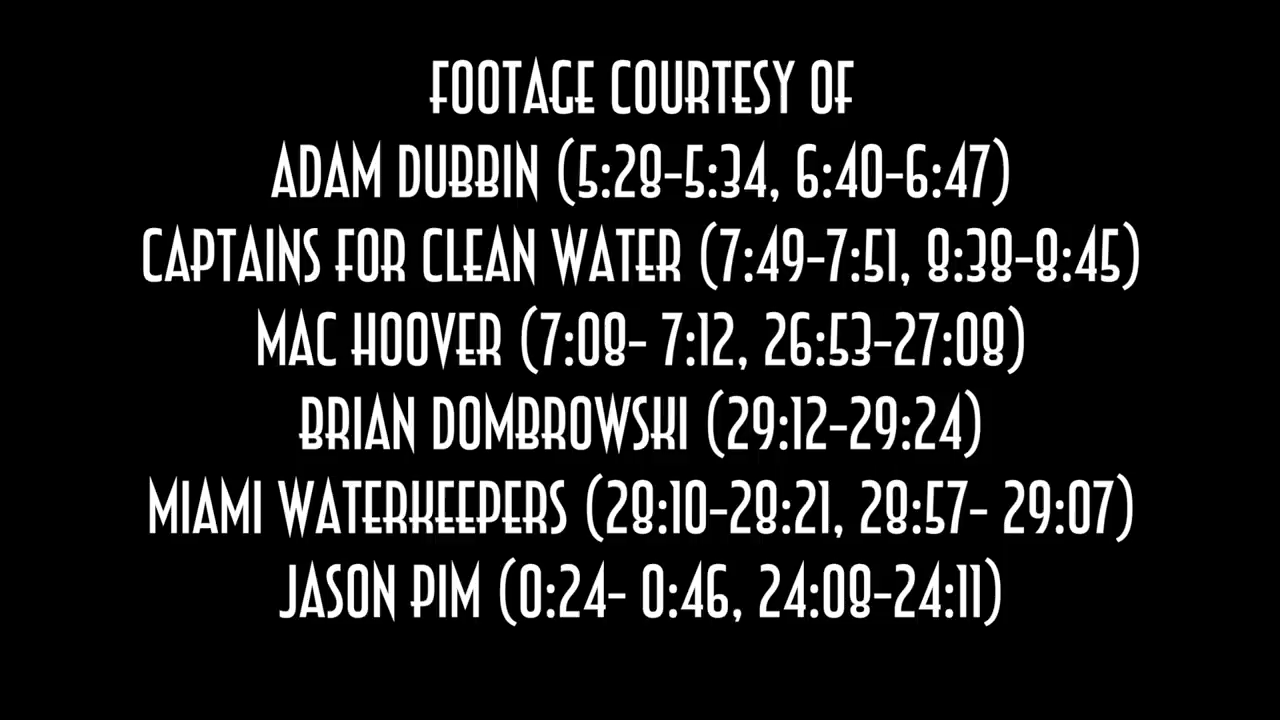 FOOTAGE COURTESY OF
ADAM DUBBIN (5:28-5:34, 6:40-6:47)
CAPTAINS FOR CLEAN WATER (7:49-7:51, 8:38-8:45)
MAC HOOVER (7:08- 7:12, 26:53-27:08)
BRIAN DOMBROWSKI (29:12-29:24)
MIAMI WATERKEEPERS (28:10-28:21, 28:57- 29:07)
JASON PIM (0:24- 0:46, 24:08-24:11)